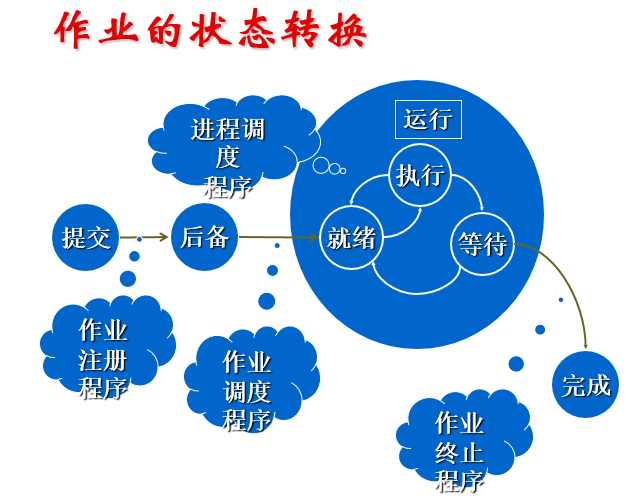 作业的状态转换
运行
进程调
度
程序
执行
提交
后备
就绪
等待
作业
注册
程序
作业
调度
程序
完成
作业
终止
程序